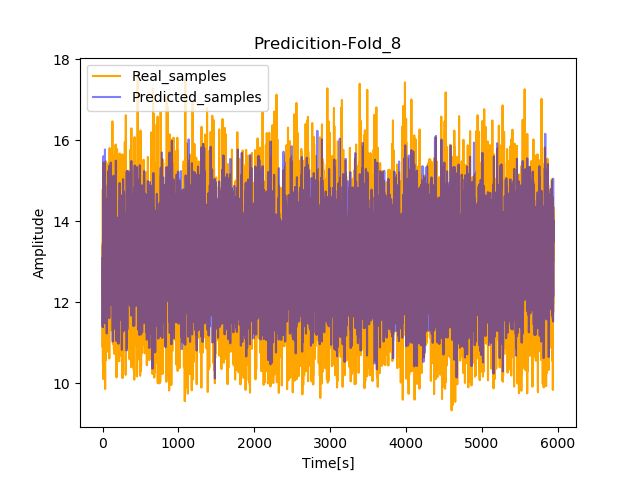 Predicition-Fold_8
Real_samples
Predicted_samples
Amplitude
18
16
14
12
10
0 1000 2000 3000 4000 5000 6000
Time[s]